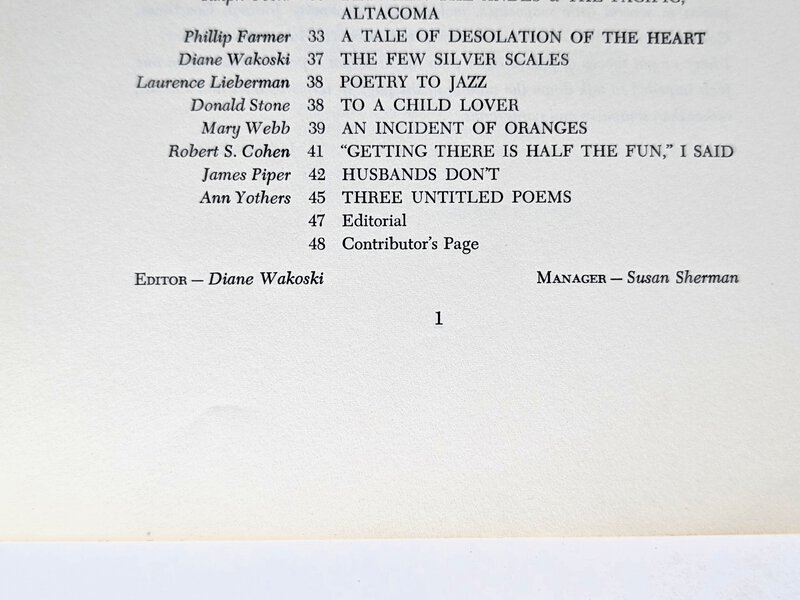 ALTACOMA
Phillip Farmer 33 A TALE OF DESOLATION OF THE HEART
Diane Wakoski 37 THE FEW SILVER SCALES
Laurence Lieberman 38 POETRY TO JAZZ
Donald Stone 38 TO A CHILD LOVER
Mary Webb 39 AN INCIDENT OF ORANGES
Robert S. Cohen 41 “GETTING THERE IS HALF THE FUN,” I SAID
James Piper 42 HUSBANDS DON'T
Ann Yothers 45 THREE UNTITLED POEMS
47 Editorial
48 Contributor's Page
EDITOR — Diane Wakoski MANAGER — Susan Sherman
1